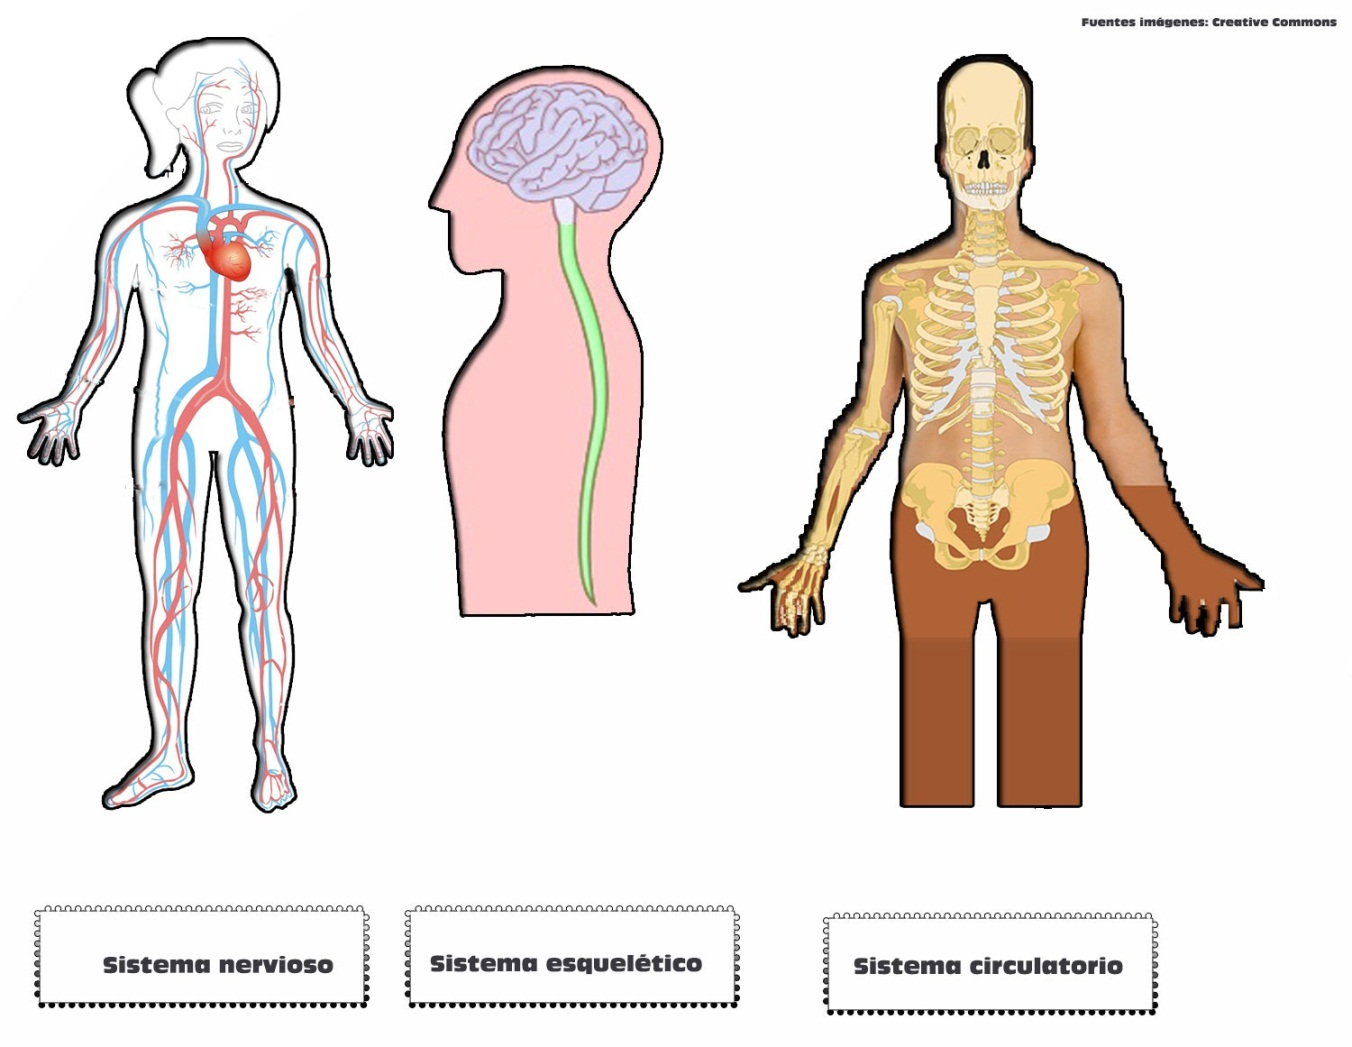 Fuentes imágenes: Creative Commons
Sistema nervioso
Sistema esquelético
Sistema circulatorio